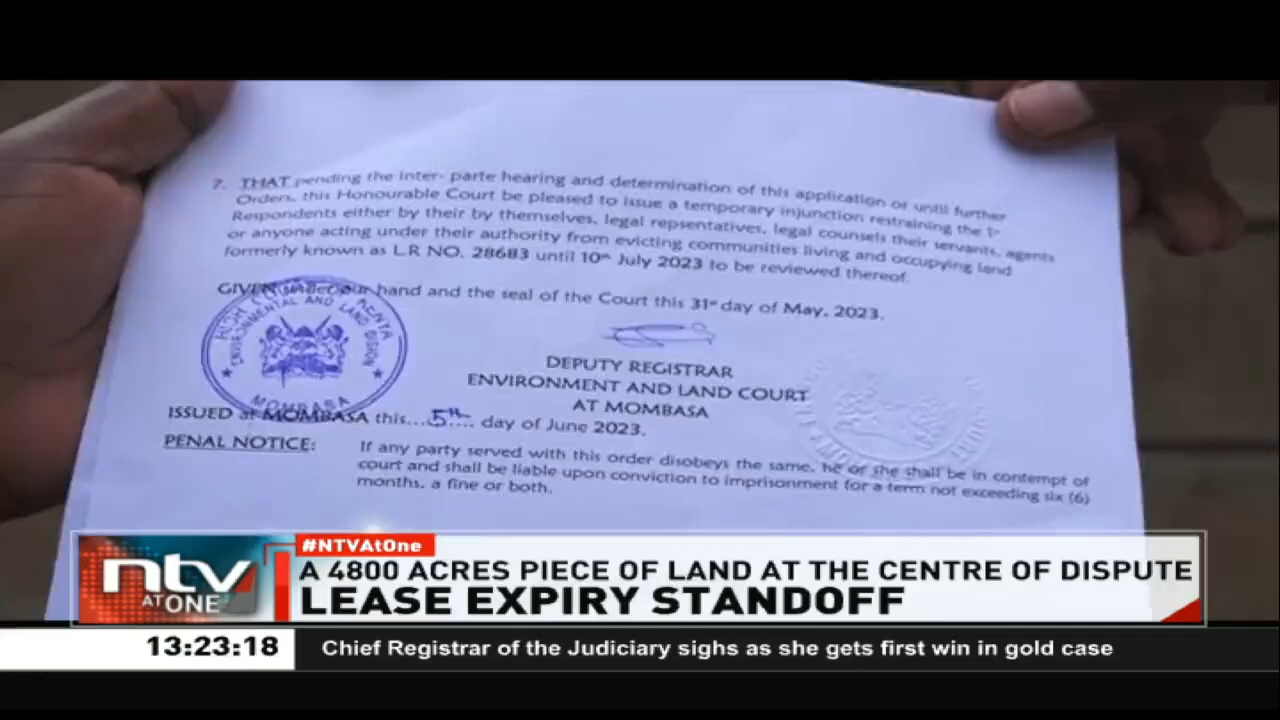 7. THAT pending the inter- parte hearing and determination of this application or until further
Orders, this Honourable Court be pleased to issue a temporary injunction restraining the 1st
Respondents either by their by themselves, legal repsentatives, legal counsels their servants, agents
or anyone acting under their authority from evicting communities living and occupying land
formerly known as L.R NO. 28683 until 10th July 2023 to be reviewed thereof.
GIVEN under our hand and the seal of the Court this 31st day of May, 2023.
HIGH COURT OF KENYA
ENVIRONMENTAL AND LAND DIVISION
MOMBASA
DEPUTY REGISTRAR
ENVIRONMENT AND LAND COURT
AT MOMBASA
ISSUED at MOMBASA this...5th.... day of June 2023.
PENAL NOTICE: If any party served with this order disobeys the same, he or she shall be in contempt of
court and shall be liable upon conviction to imprisonment for a term not exceeding six (6)
months, a fine or both.
#NTVAtOne
ntv
AT ONE
A 4800 ACRES PIECE OF LAND AT THE CENTRE OF DISPUTE
LEASE EXPIRY STANDOFF
13:23:18
Chief Registrar of the Judiciary sighs as she gets first win in gold case